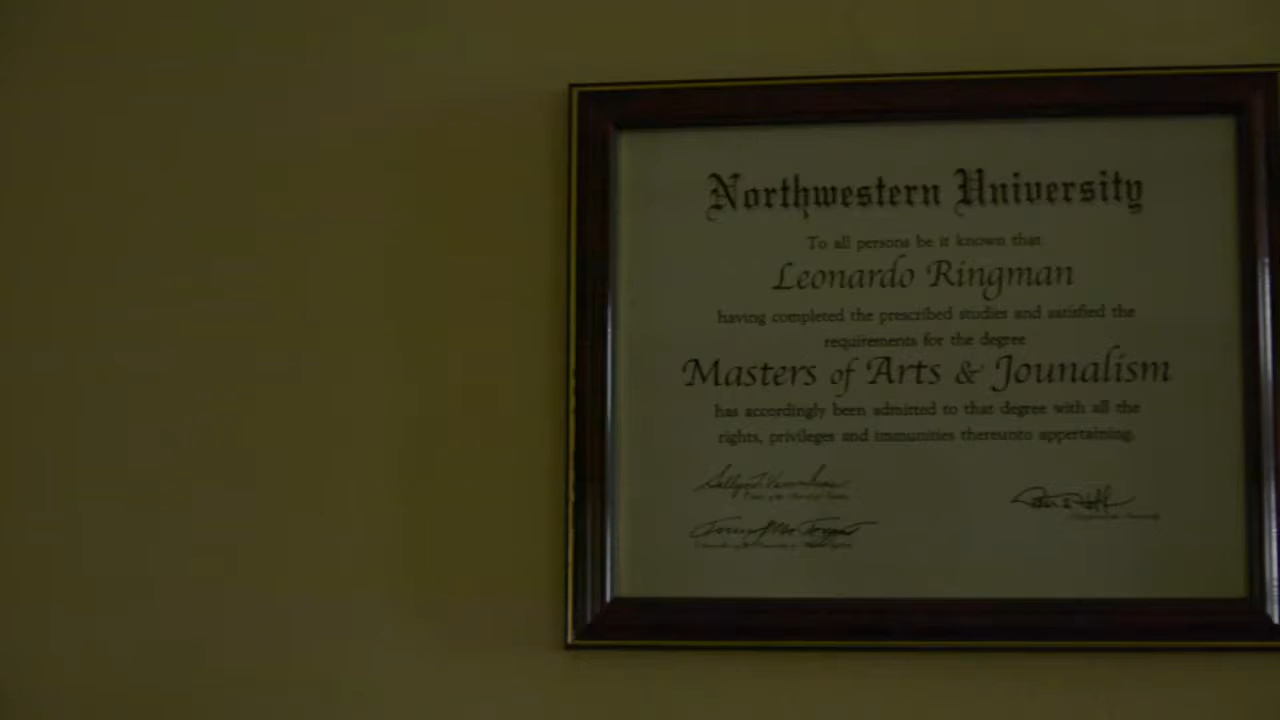 Northwestern University
To all persons be it known that
Leonardo Ringman
having completed the prescribed studies and satisfied the
requirements for the degree
Masters of Arts & Jounalism
has accordingly been admitted to that degree with all the
rights, privileges and immunities thereunto appertaining.